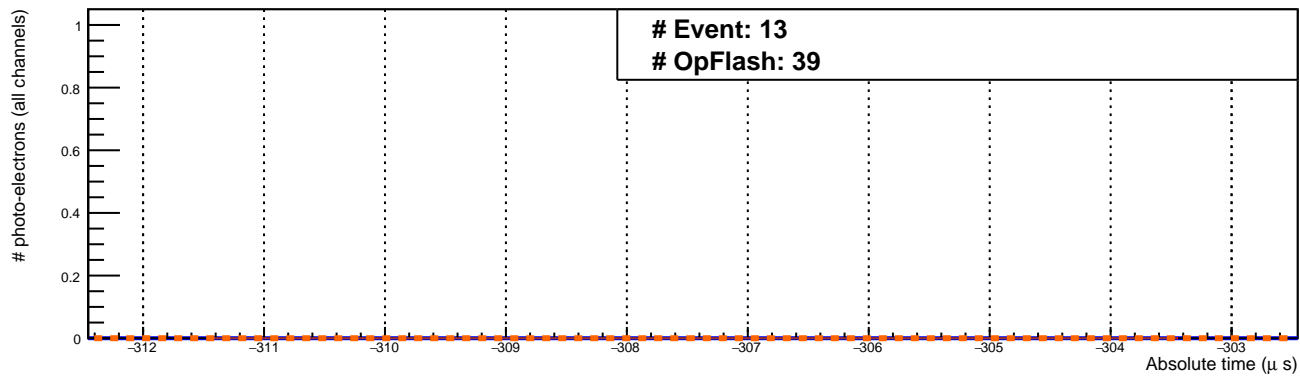 # Event: 13
# OpFlash: 39
# photo-electrons (all channels)
1
0.8
0.6
0.4
0.2
0
−312 −311 −310 −309 −308 −307 −306 −305 −304 −303
Absolute time (μ s)